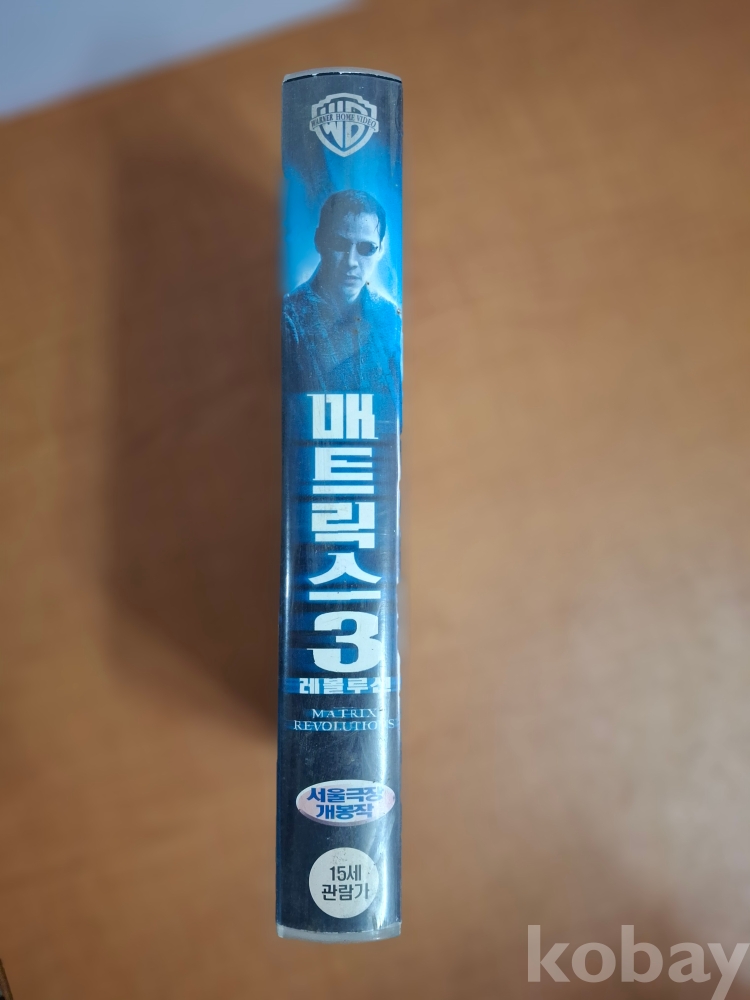 WARNER HOME VIDEO
매트릭스3
레볼루션
MATRIX
REVOLUTIONS
서울극장
개봉작
15세
관람가
kobay